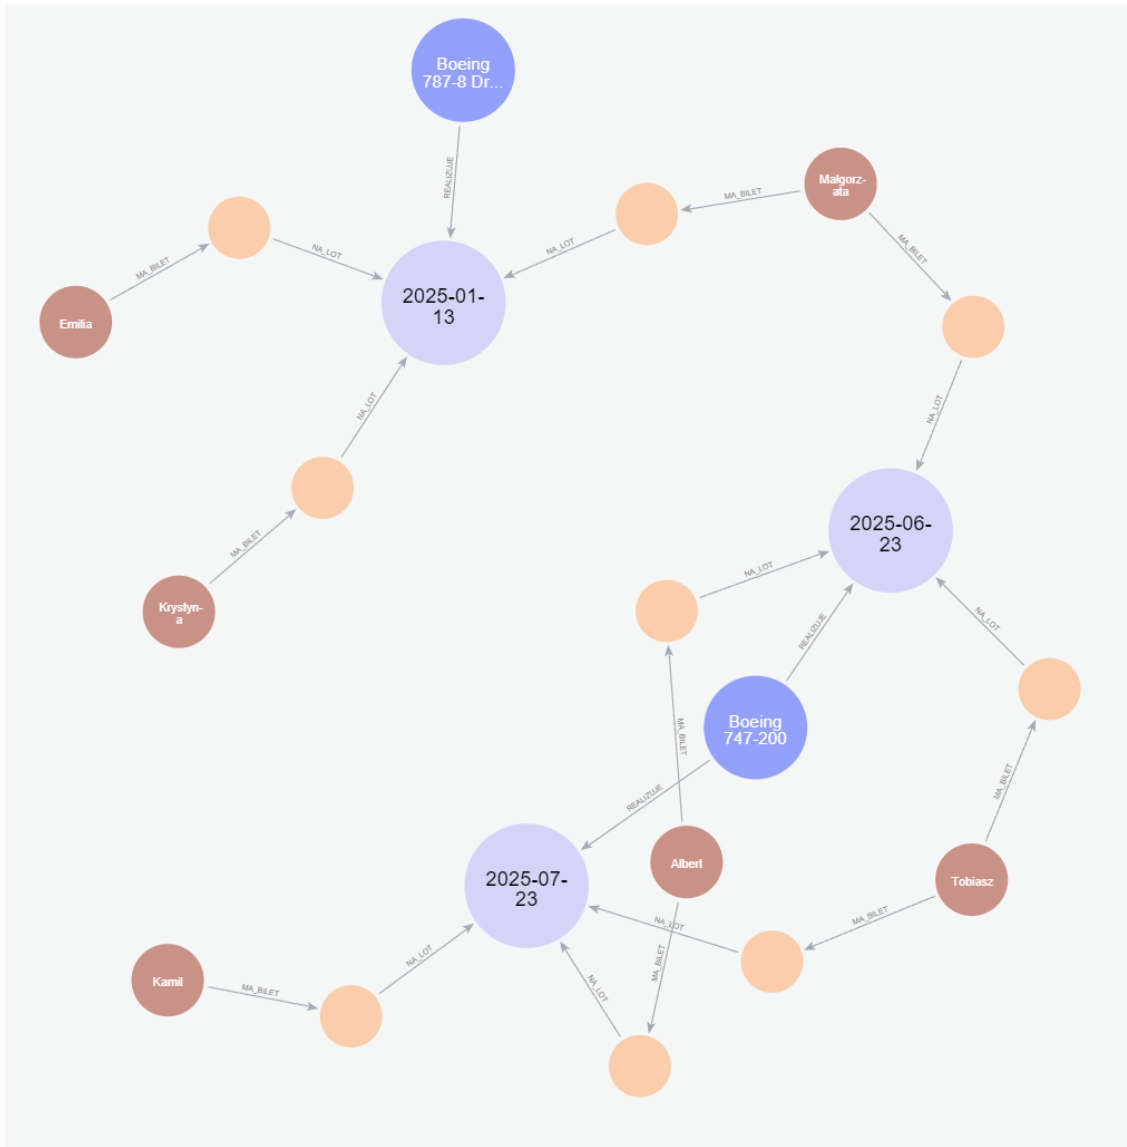 Boeing
787-8 Dr...
REALIZUJE
Małgorz-
ata
MA_BILET
NA_LOT
MA_BILET
NA_LOT
MA_BILET
Emilia
2025-01-
13
NA_LOT
NA_LOT
MA_BILET
Krystyn-
a
2025-06-
23
NA_LOT
REALIZUJE
NA_LOT
MA_BILET
Boeing
747-200
REALIZUJE
MA_BILET
Albert
Tobiasz
2025-07-
23
MA_BILET
NA_LOT
NA_LOT
MA_BILET
Kamil
MA_BILET
NA_LOT